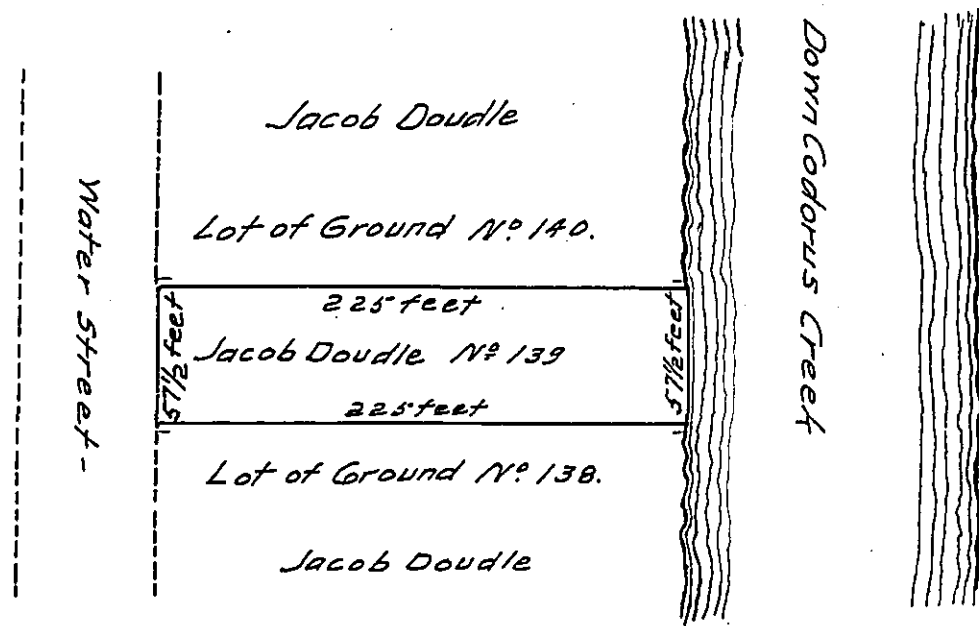 Jacob Doudle
Lot of Ground Nº 140.
225 feet
57½ feet
Jacob Doudle Nº 139
57½ feet
225 feet
Lot of Ground Nº 138.
Jacob Doudle
Water Street -
Down Codorus Creek